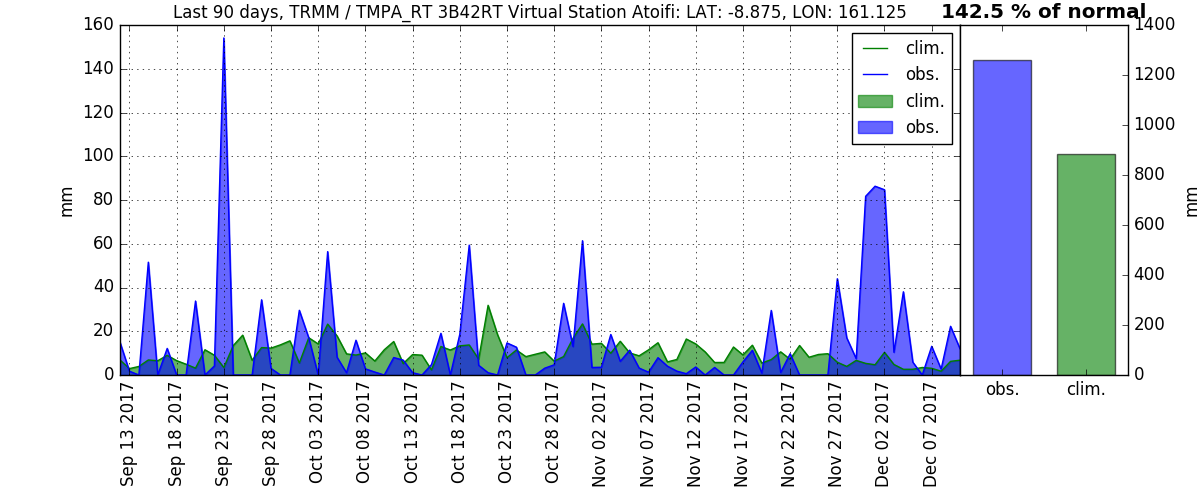 Last 90 days, TRMM / TMPA_RT 3B42RT Virtual Station Atoifi: LAT: -8.875, LON: 161.125
142.5 % of normal
160
140
120
100
80
60
40
20
0
mm
clim.
obs.
clim.
obs.
Sep 13 2017
Sep 18 2017
Sep 23 2017
Sep 28 2017
Oct 03 2017
Oct 08 2017
Oct 13 2017
Oct 18 2017
Oct 23 2017
Oct 28 2017
Nov 02 2017
Nov 07 2017
Nov 12 2017
Nov 17 2017
Nov 22 2017
Nov 27 2017
Dec 02 2017
Dec 07 2017
1400
1200
1000
800
600
400
200
0
mm
obs.
clim.